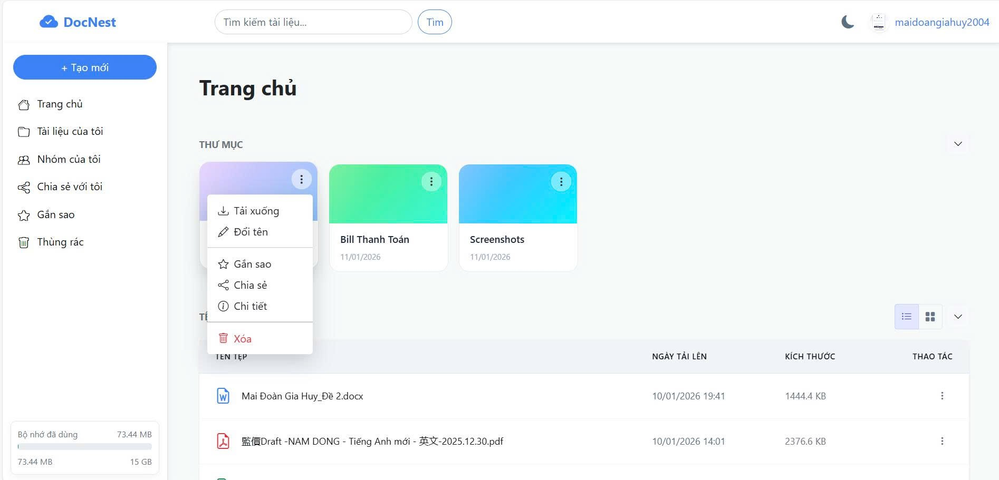 DocNest
Tìm kiếm tài liệu...
Tìm
maidoangiahuy2004
+ Tạo mới
Trang chủ
Tài liệu của tôi
Nhóm của tôi
Chia sẻ với tôi
Gắn sao
Thùng rác
Bộ nhớ đã dùng 73.44 MB
73.44 MB 15 GB
Trang chủ
THƯ MỤC
Tải xuống
Đổi tên
Gắn sao
Chia sẻ
Chi tiết
Xóa
Bill Thanh Toán
11/01/2026
Screenshots
11/01/2026
TÊN TỆP NGÀY TẢI LÊN KÍCH THƯỚC THAO TÁC
Mai Đoàn Gia Huy_Đề 2.docx 10/01/2026 19:41 1444.4 KB
監價Draft -NAM DONG - Tiếng Anh mới - 英文-2025.12.30.pdf 10/01/2026 14:01 2376.6 KB